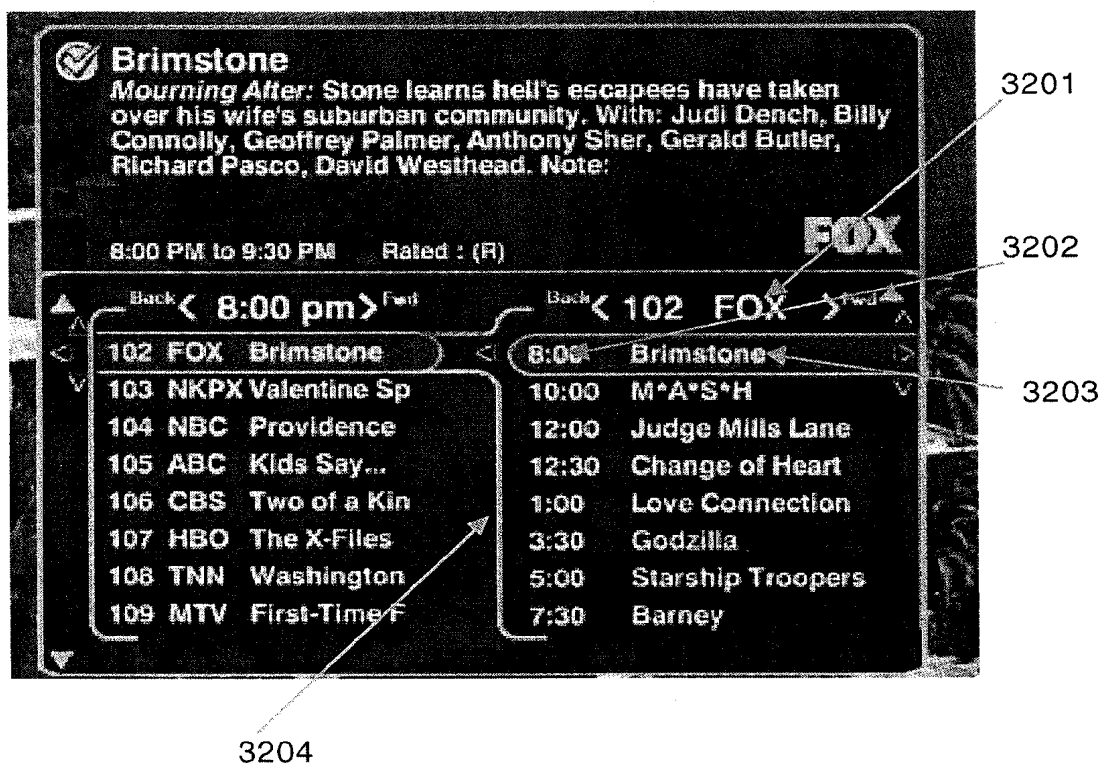 Brimstone
Mourning After: Stone learns hell's escapees have taken
over his wife's suburban community. With: Judi Dench, Billy
Connolly, Geoffrey Palmer, Anthony Sher, Gerald Butler,
Richard Pasco, David Westhead. Note:
FOX
8:00 PM to 9:30 PM Rated : (R)
Back < 8:00 pm > Fwd
102 FOX Brimstone
103 NKPX Valentine Sp
104 NBC Providence
105 ABC Kids Say...
106 CBS Two of a Kin
107 HBO The X-Files
108 TNN Washington
109 MTV First-Time F
Back < 102 FOX > Fwd
8:00 Brimstone
10:00 M*A*S*H
12:00 Judge Mills Lane
12:30 Change of Heart
1:00 Love Connection
3:30 Godzilla
5:00 Starship Troopers
7:30 Barney
3201
3202
3203
3204